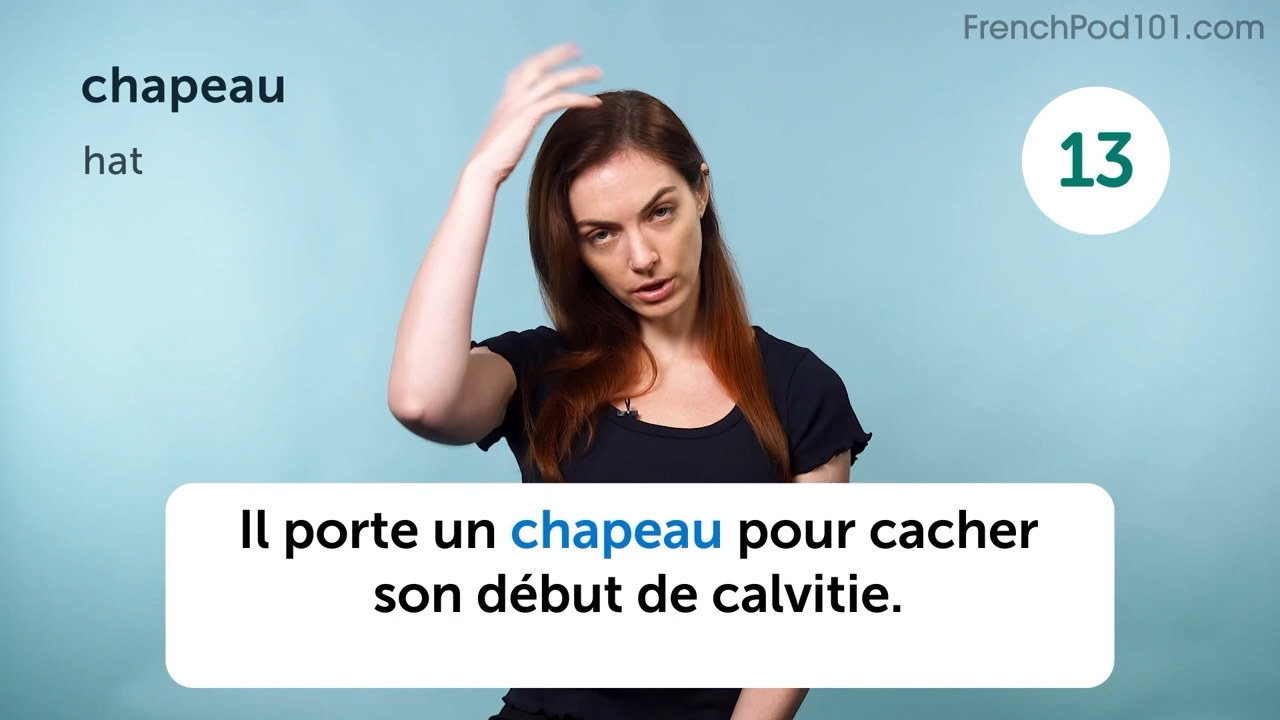 FrenchPod101.com
chapeau
hat
13
Il porte un chapeau pour cacher
son début de calvitie.